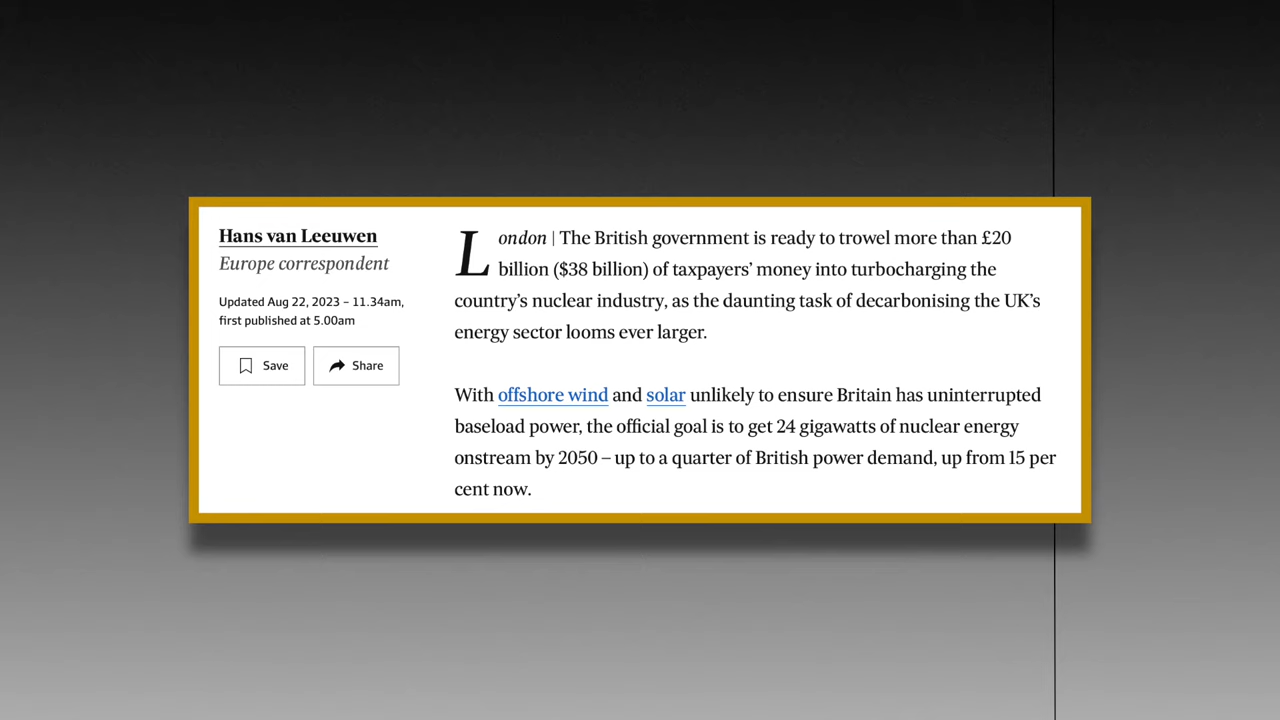 Hans van Leeuwen
Europe correspondent
Updated Aug 22, 2023 – 11.34am,
first published at 5.00am
Save
Share
London | The British government is ready to trowel more than £20
billion ($38 billion) of taxpayers’ money into turbocharging the
country’s nuclear industry, as the daunting task of decarbonising the UK’s
energy sector looms ever larger.
With offshore wind and solar unlikely to ensure Britain has uninterrupted
baseload power, the official goal is to get 24 gigawatts of nuclear energy
onstream by 2050 – up to a quarter of British power demand, up from 15 per
cent now.